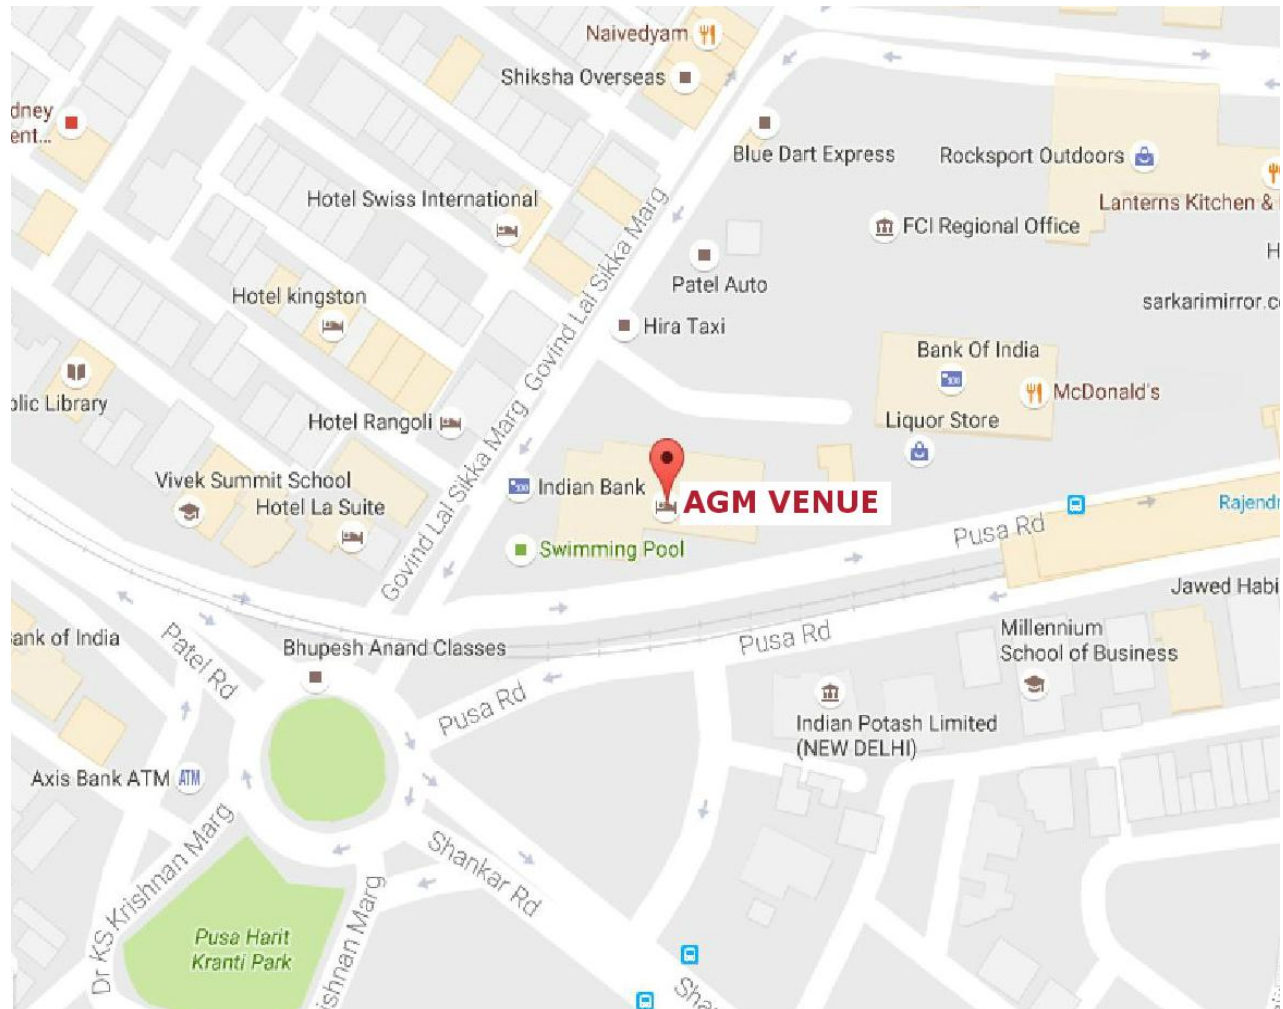 Naivedyam
Shiksha Overseas
dney
ent...
Blue Dart Express
Rocksport Outdoors
Hotel Swiss International
Lanterns Kitchen &
FCI Regional Office
Govind Lal Sikka Marg
Patel Auto
H
Hotel kingston
sarkarimirror.c
Hira Taxi
Bank Of India
McDonald's
blic Library
Hotel Rangoli
Liquor Store
Govind Lal Sikka Marg
Vivek Summit School
Indian Bank
AGM VENUE
Hotel La Suite
Rajendr
Pusa Rd
Swimming Pool
Jawed Habi
ank of India
Patel Rd
Bhupesh Anand Classes
Pusa Rd
Millennium
School of Business
Pusa Rd
Indian Potash Limited
(NEW DELHI)
Axis Bank ATM
ATM
Shankar Rd
Dr KS Krishnan Marg
ishnan Marg
Pusa Harit
Kranti Park
Sha